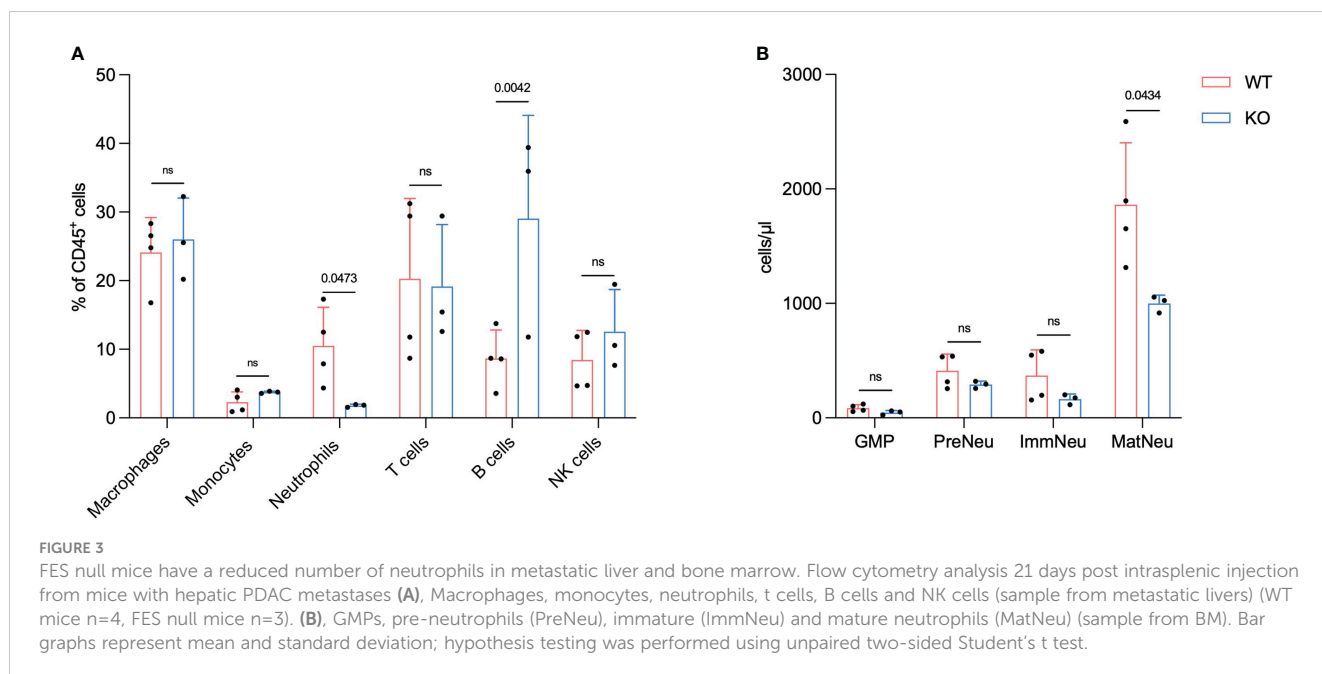 A
50
40
30
20
10
0
% of CD45+ cells
ns
ns
0.0473
ns
0.0042
ns
Macrophages
Monocytes
Neutrophils
T cells
B cells
NK cells
B
3000
2000
1000
0
cells/µl
ns
ns
ns
0.0434
GMP
PreNeu
ImmNeu
MatNeu
WT
KO
FIGURE 3
FES null mice have a reduced number of neutrophils in metastatic liver and bone marrow. Flow cytometry analysis 21 days post intrasplenic injection
from mice with hepatic PDAC metastases (A), Macrophages, monocytes, neutrophils, t cells, B cells and NK cells (sample from metastatic livers) (WT
mice n=4, FES null mice n=3). (B), GMPs, pre-neutrophils (PreNeu), immature (ImmNeu) and mature neutrophils (MatNeu) (sample from BM). Bar
graphs represent mean and standard deviation; hypothesis testing was performed using unpaired two-sided Student's t test.